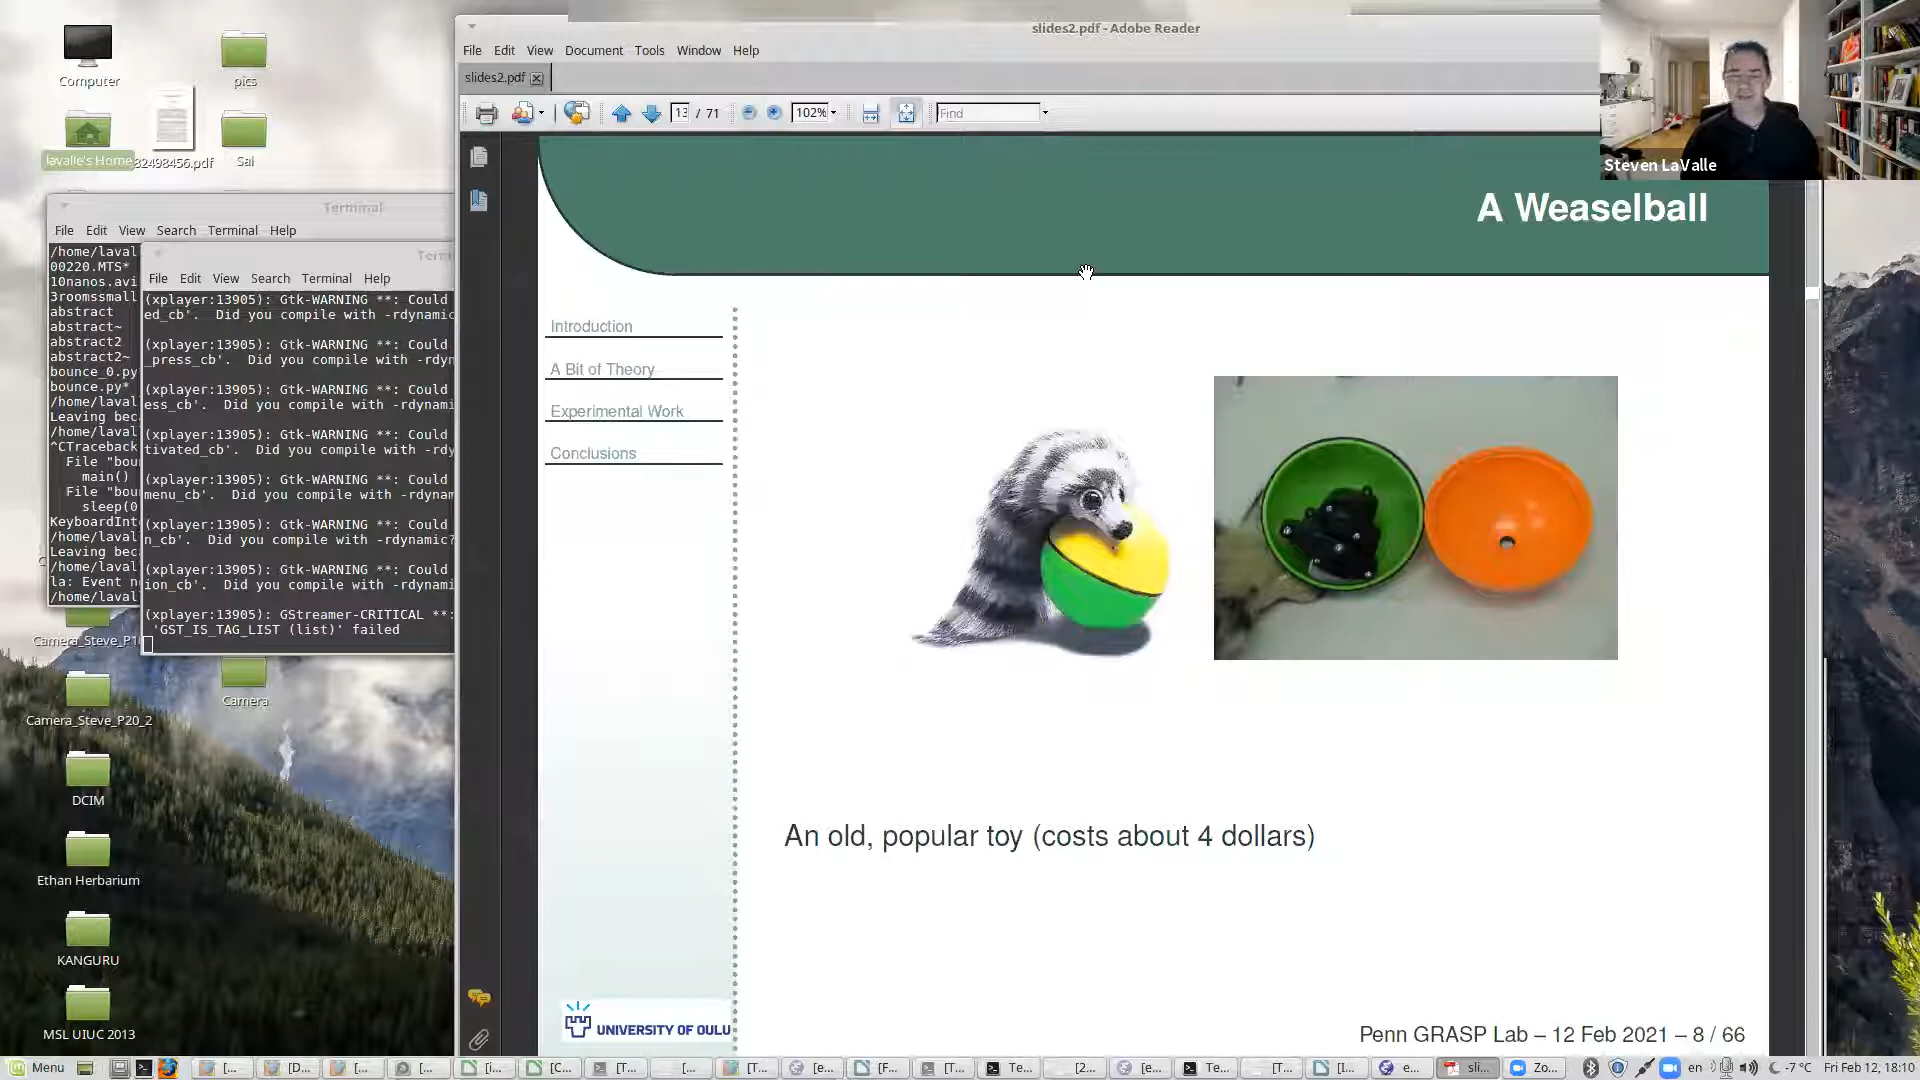 Computer
pics
lavalle's Home
82498456.pdf
Sal
Terminal
File Edit View Search Terminal Help
/home/laval
00220.MTS*
10nanos.avi
3roomssmall
abstract
abstract~
abstract2
abstract2~
bounce_0.py
bounce.py*
/home/laval
Leaving bec
/home/laval
^CTraceback
File "bou
main()
File "bou
sleep(0
KeyboardInt
/home/laval
Leaving bec
/home/laval
la: Event n
/home/laval
File Edit View Search Terminal Help
(xplayer:13905): Gtk-WARNING **: Could
ed_cb'. Did you compile with -rdynamic
(xplayer:13905): Gtk-WARNING **: Could
_press_cb'. Did you compile with -rdyn
(xplayer:13905): Gtk-WARNING **: Could
ess_cb'. Did you compile with -rdynami
(xplayer:13905): Gtk-WARNING **: Could
tivated_cb'. Did you compile with -rdy
(xplayer:13905): Gtk-WARNING **: Could
menu_cb'. Did you compile with -rdynam
(xplayer:13905): Gtk-WARNING **: Could
n_cb'. Did you compile with -rdynamic?
(xplayer:13905): Gtk-WARNING **: Could
ion_cb'. Did you compile with -rdynami
(xplayer:13905): GStreamer-CRITICAL **:
'GST_IS_TAG_LIST (list)' failed
Camera_Steve_P1
Camera
Camera_Steve_P20_2
DCIM
Ethan Herbarium
KANGURU
MSL UIUC 2013
slides2.pdf - Adobe Reader
File Edit View Document Tools Window Help
slides2.pdf
13 / 71 102% Find
Steven LaValle
A Weaselball
Introduction
A Bit of Theory
Experimental Work
Conclusions
An old, popular toy (costs about 4 dollars)
UNIVERSITY OF OULU
Penn GRASP Lab – 12 Feb 2021 – 8 / 66
Menu [... [D... [... [... [i... [C... [T... [... [T... [e... [F... [T... Te... [2... [e... Te... [T... [I... e... sli... Zo... en -7 °C Fri Feb 12, 18:10